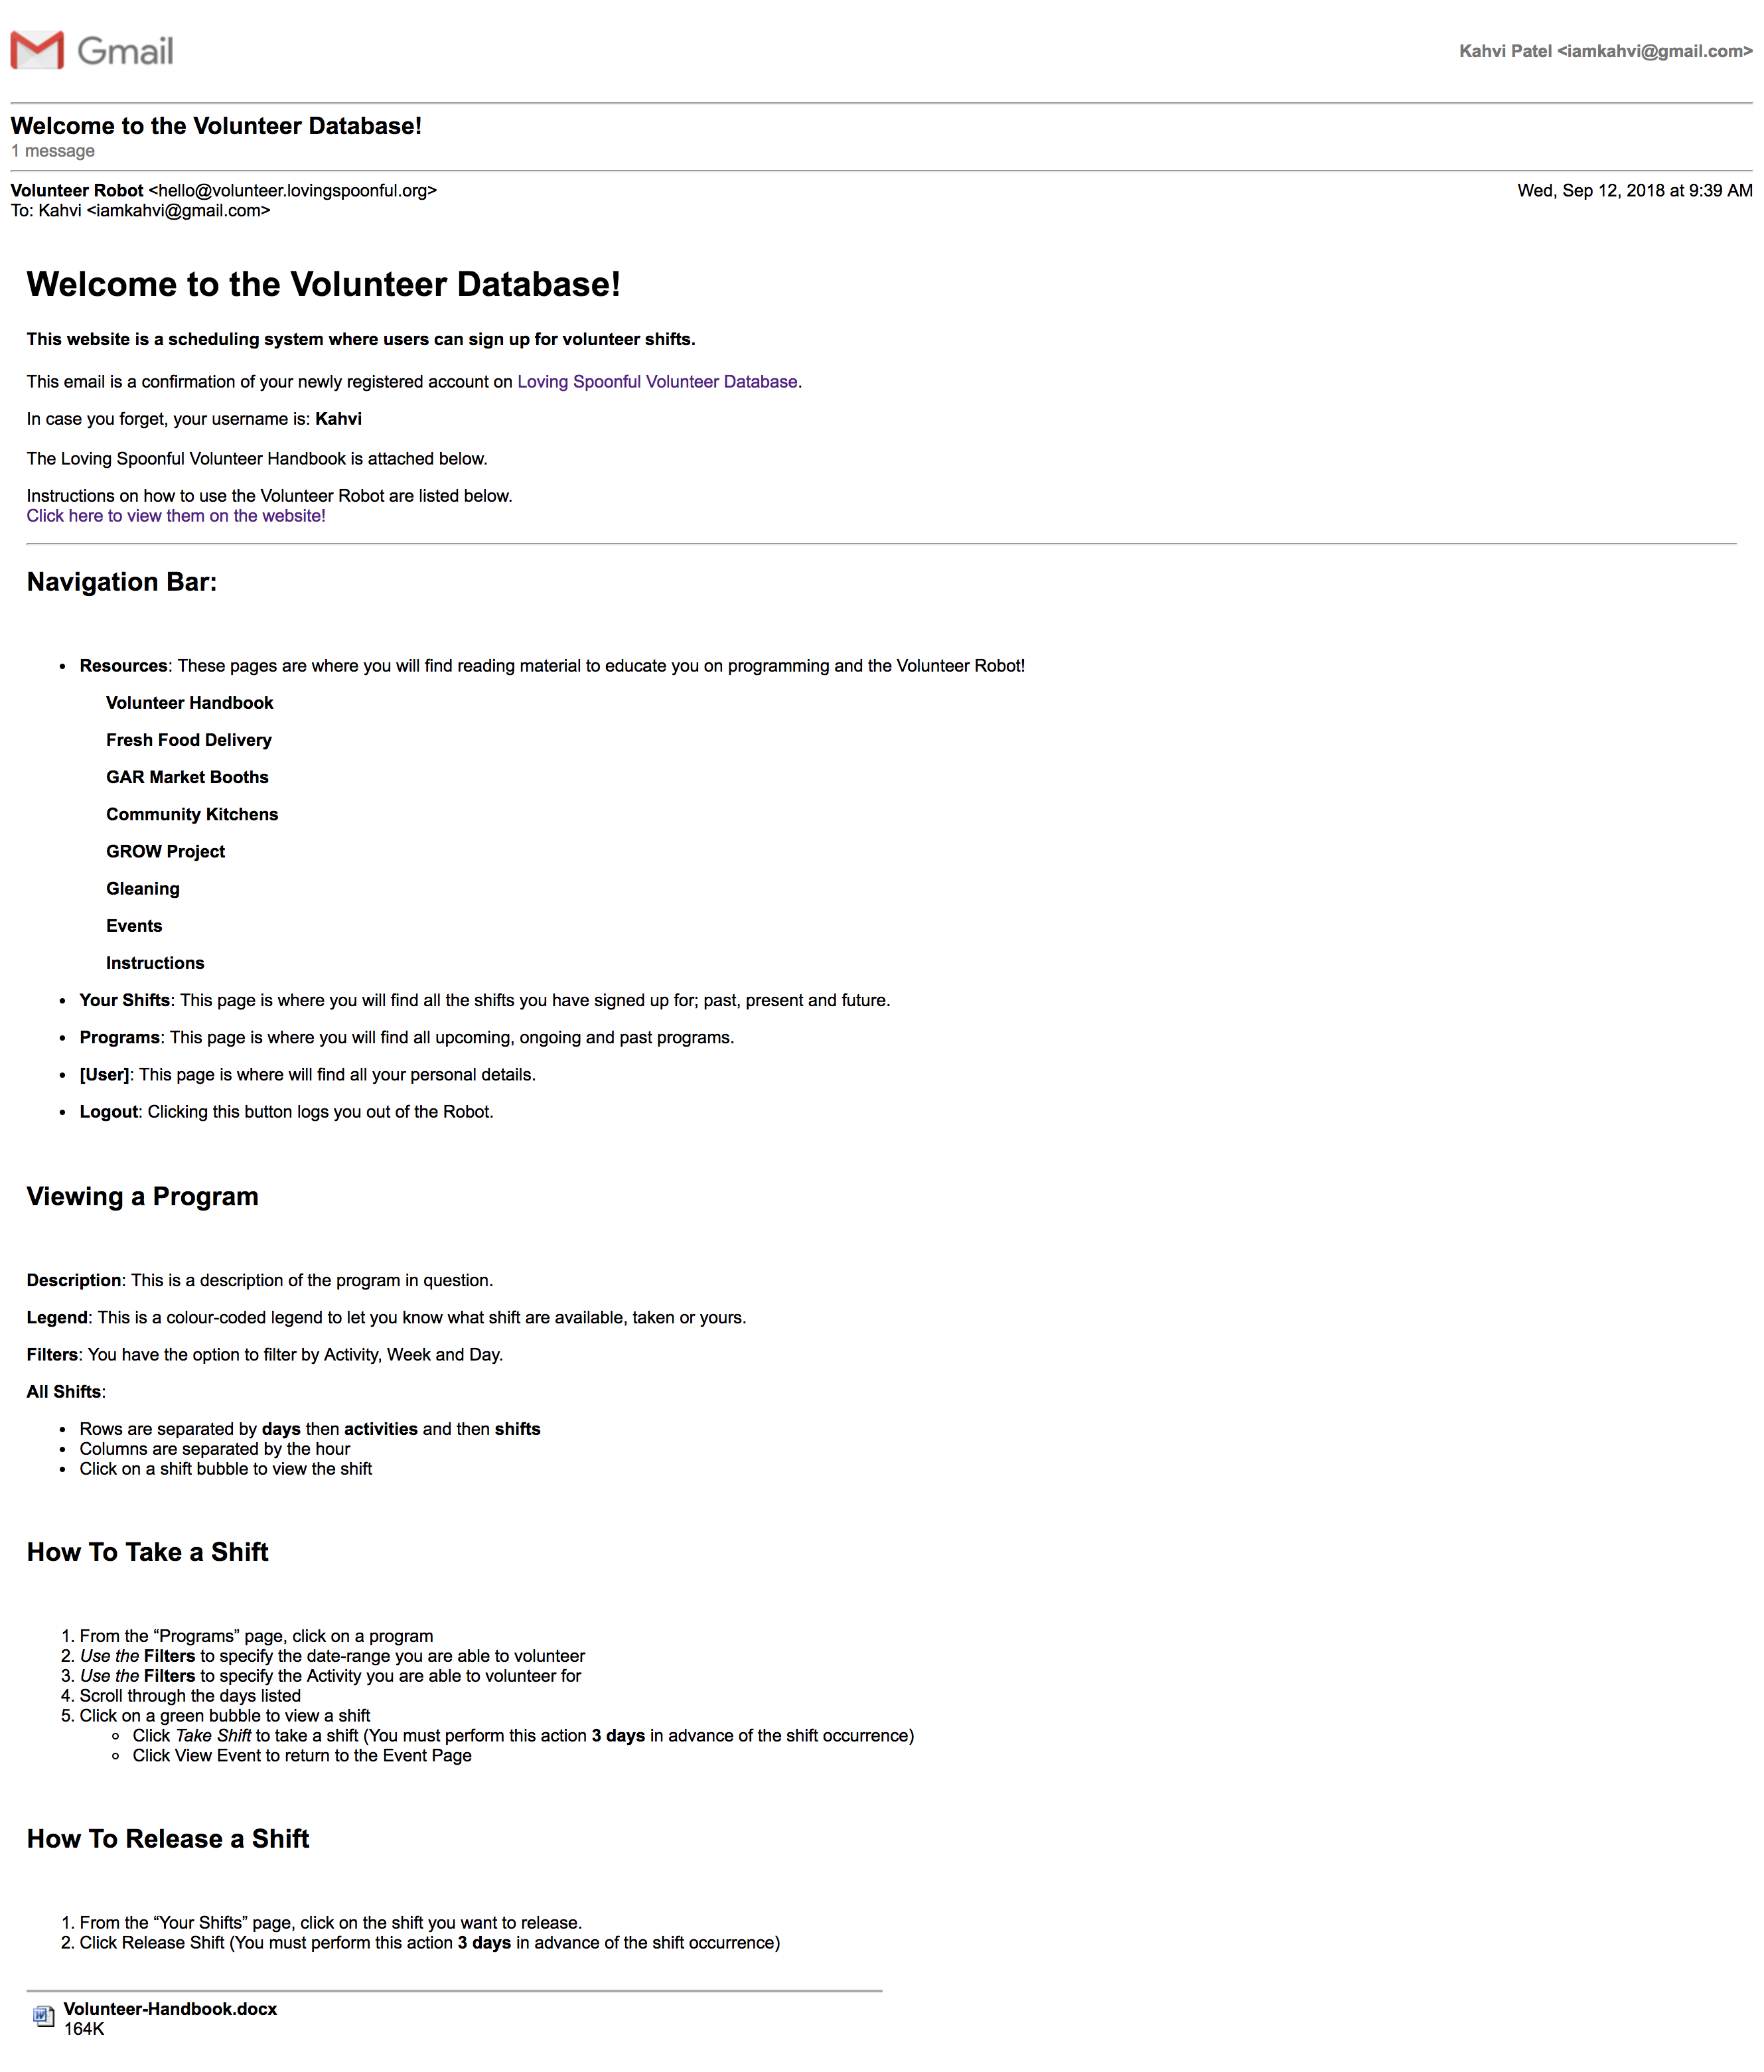 Gmail
Kahvi Patel <iamkahvi@gmail.com>
Welcome to the Volunteer Database!
1 message
Volunteer Robot <hello@volunteer.lovingspoonful.org>
Wed, Sep 12, 2018 at 9:39 AM
To: Kahvi <iamkahvi@gmail.com>
Welcome to the Volunteer Database!
This website is a scheduling system where users can sign up for volunteer shifts.
This email is a confirmation of your newly registered account on Loving Spoonful Volunteer Database.
In case you forget, your username is: Kahvi
The Loving Spoonful Volunteer Handbook is attached below.
Instructions on how to use the Volunteer Robot are listed below.
Click here to view them on the website!
Navigation Bar:
• Resources: These pages are where you will find reading material to educate you on programming and the Volunteer Robot!
Volunteer Handbook
Fresh Food Delivery
GAR Market Booths
Community Kitchens
GROW Project
Gleaning
Events
Instructions
• Your Shifts: This page is where you will find all the shifts you have signed up for; past, present and future.
• Programs: This page is where you will find all upcoming, ongoing and past programs.
• [User]: This page is where will find all your personal details.
• Logout: Clicking this button logs you out of the Robot.
Viewing a Program
Description: This is a description of the program in question.
Legend: This is a colour-coded legend to let you know what shift are available, taken or yours.
Filters: You have the option to filter by Activity, Week and Day.
All Shifts:
• Rows are separated by days then activities and then shifts
• Columns are separated by the hour
• Click on a shift bubble to view the shift
How To Take a Shift
1. From the “Programs” page, click on a program
2. Use the Filters to specify the date-range you are able to volunteer
3. Use the Filters to specify the Activity you are able to volunteer for
4. Scroll through the days listed
5. Click on a green bubble to view a shift
◦ Click Take Shift to take a shift (You must perform this action 3 days in advance of the shift occurrence)
◦ Click View Event to return to the Event Page
How To Release a Shift
1. From the “Your Shifts” page, click on the shift you want to release.
2. Click Release Shift (You must perform this action 3 days in advance of the shift occurrence)
Volunteer-Handbook.docx
164K